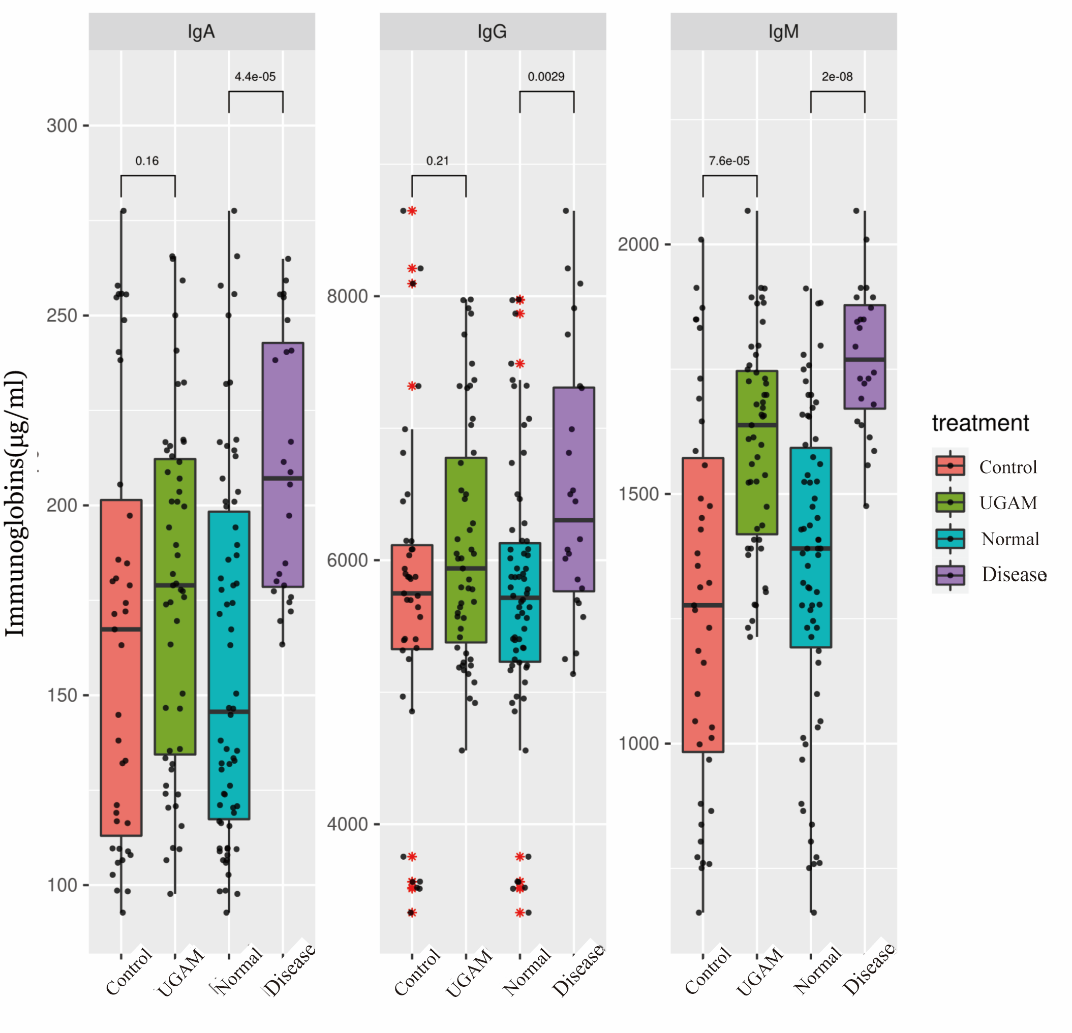 IgA
IgG
IgM
4.4e-05
0.16
0.0029
0.21
2e-08
7.6e-05
300
250
200
150
100
8000
6000
4000
2000
1500
1000
Immunoglobins(µg/ml)
Control
UGAM
Normal
Disease
Control
UGAM
Normal
Disease
Control
UGAM
Normal
Disease
treatment
Control
UGAM
Normal
Disease